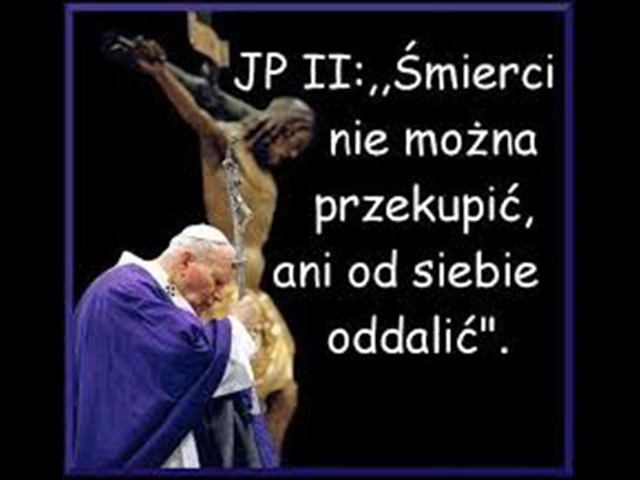 JP II:,,Śmierci
nie można
przekupić,
ani od siebie
oddalić".